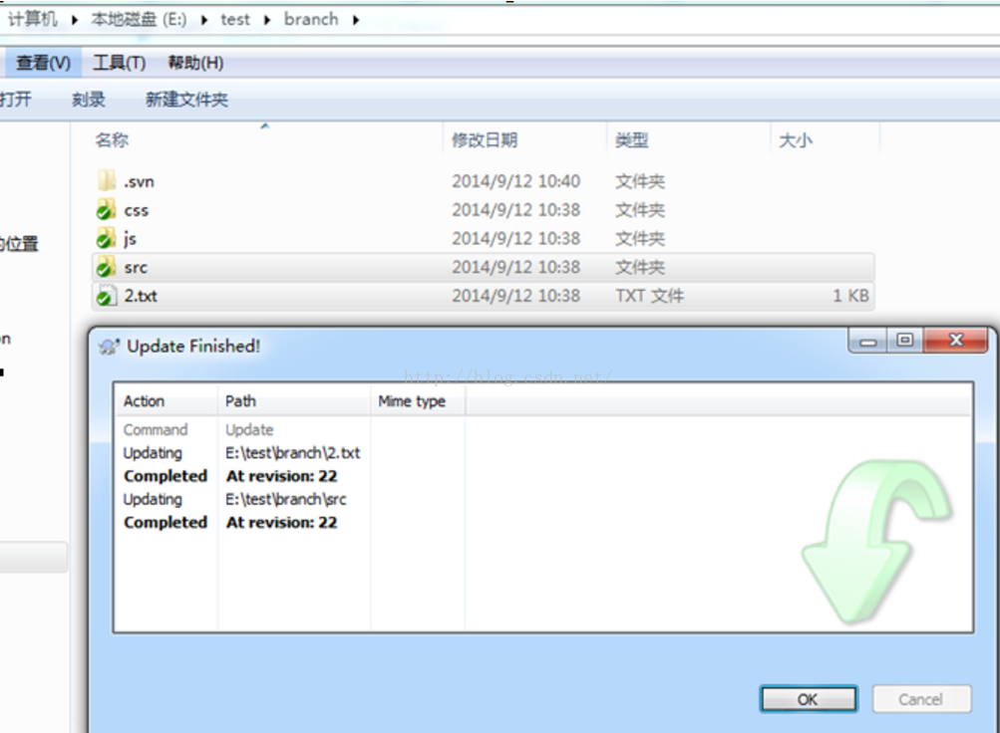 计算机 ▸ 本地磁盘 (E:) ▸ test ▸ branch ▸
查看(V) 工具(T) 帮助(H)
打开 刻录 新建文件夹
名称 修改日期 类型 大小
.svn 2014/9/12 10:40 文件夹
css 2014/9/12 10:38 文件夹
的位置
js 2014/9/12 10:38 文件夹
src 2014/9/12 10:38 文件夹
2.txt 2014/9/12 10:38 TXT 文件 1 KB
on
Update Finished!
http://blog.csdn.net/
Action Path Mime type
Command Update
Updating E:\test\branch\2.txt
Completed At revision: 22
Updating E:\test\branch\src
Completed At revision: 22
OK Cancel